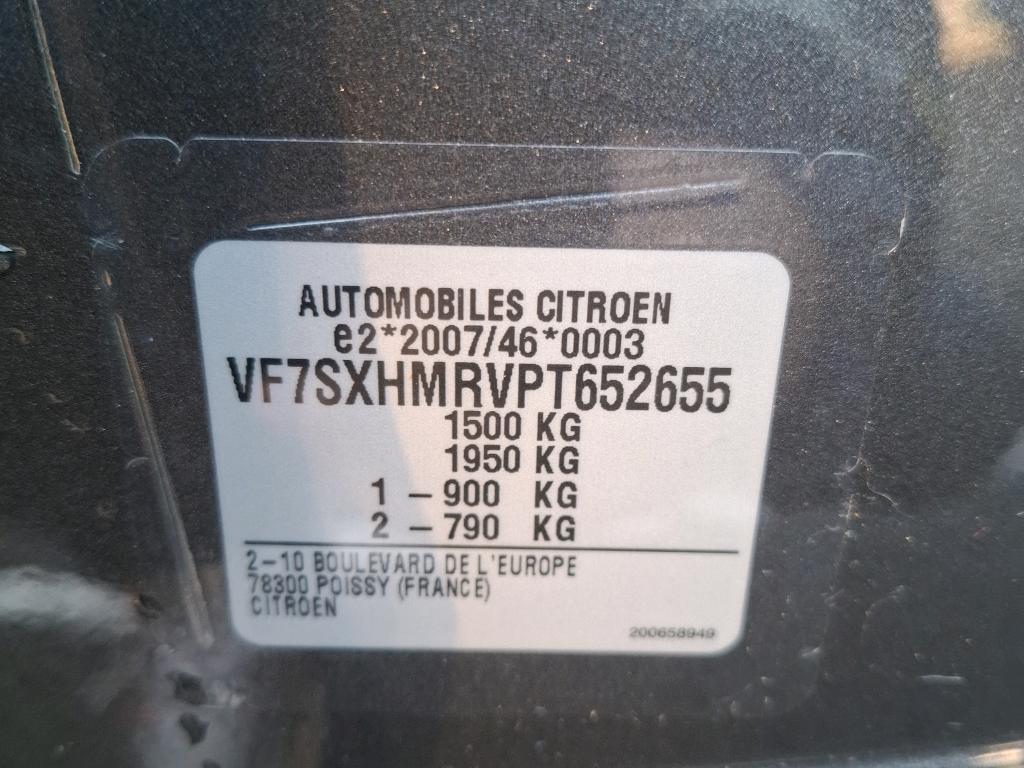 AUTOMOBILES CITROEN
e2*2007/46*0003
VF7SXHMRVPT652655
1500 KG
1950 KG
1 – 900 KG
2 – 790 KG
2–10 BOULEVARD DE L'EUROPE
78300 POISSY (FRANCE)
CITROEN
200658949